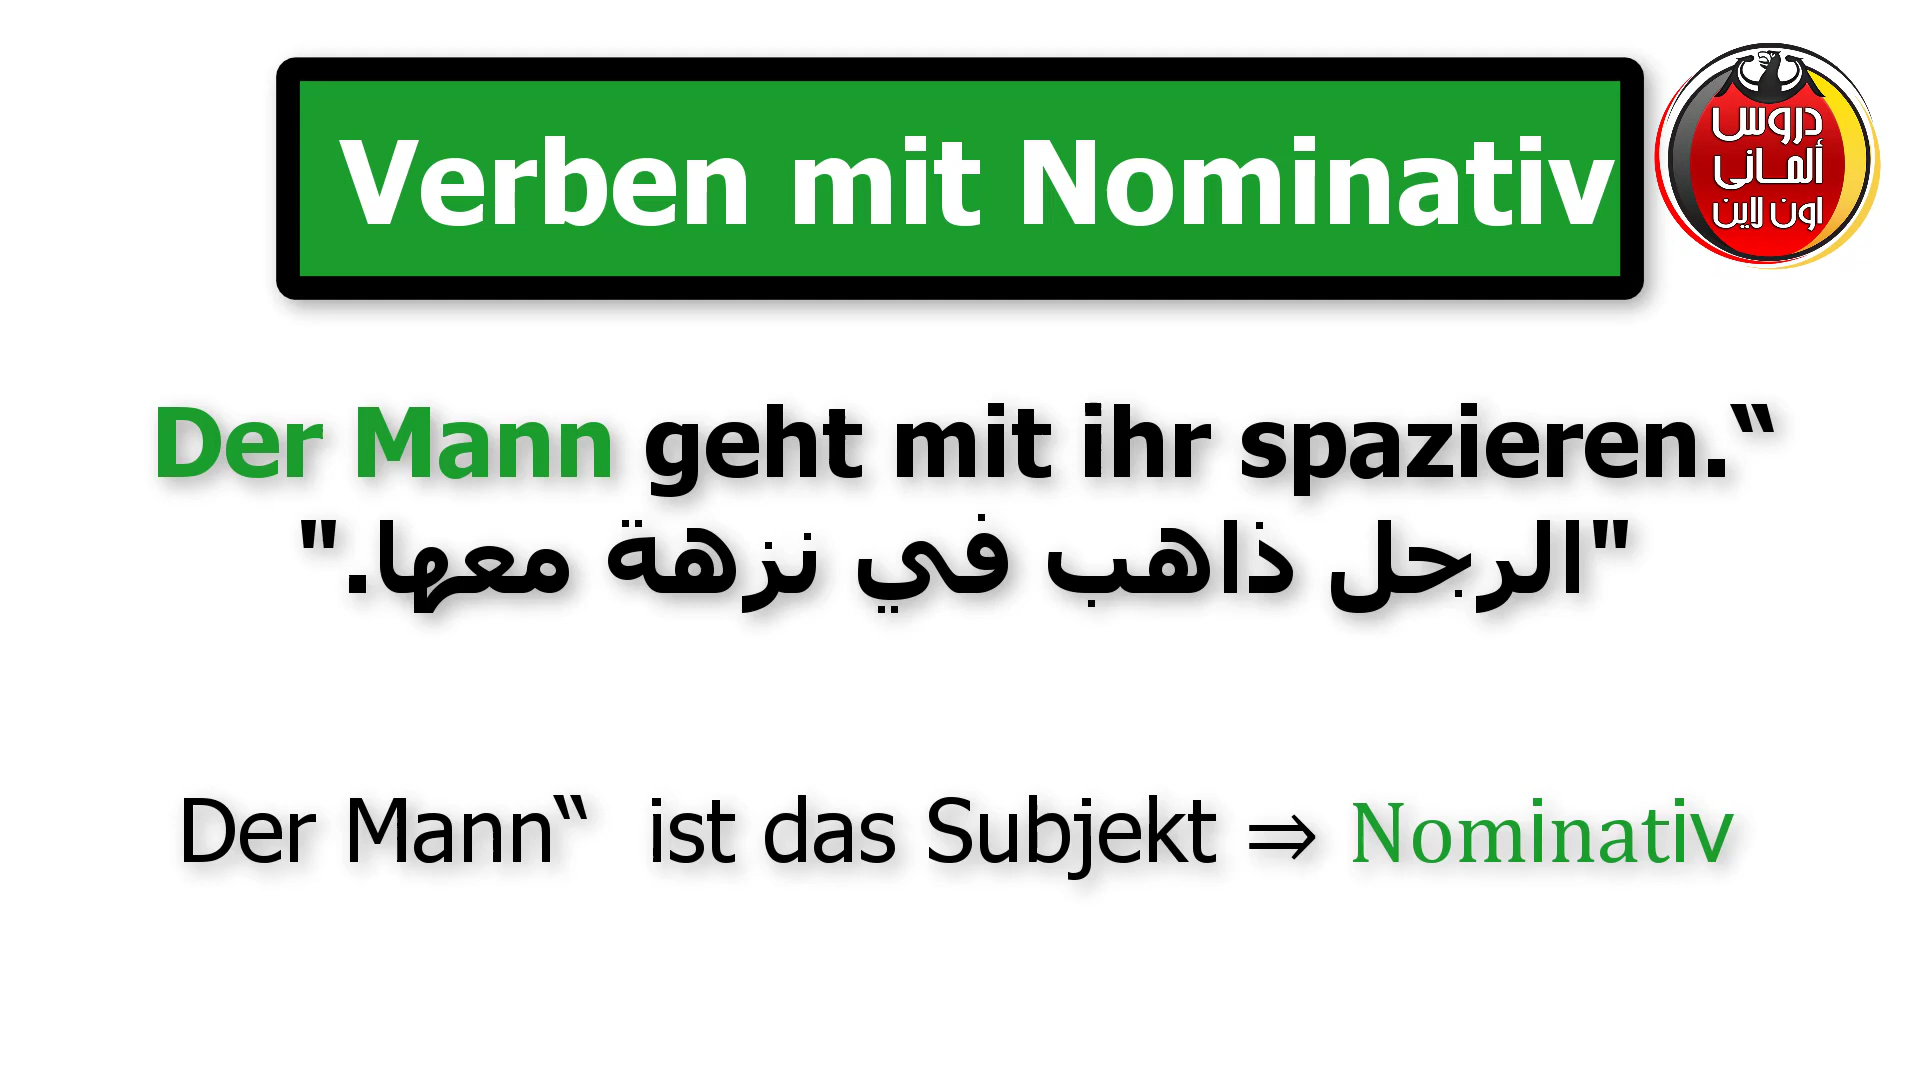 Verben mit Nominativ
دروس
ألمانى
اون لاين
Der Mann geht mit ihr spazieren.“
"الرجل ذاهب في نزهة معها."
Der Mann“ ist das Subjekt ⇒ Nominativ